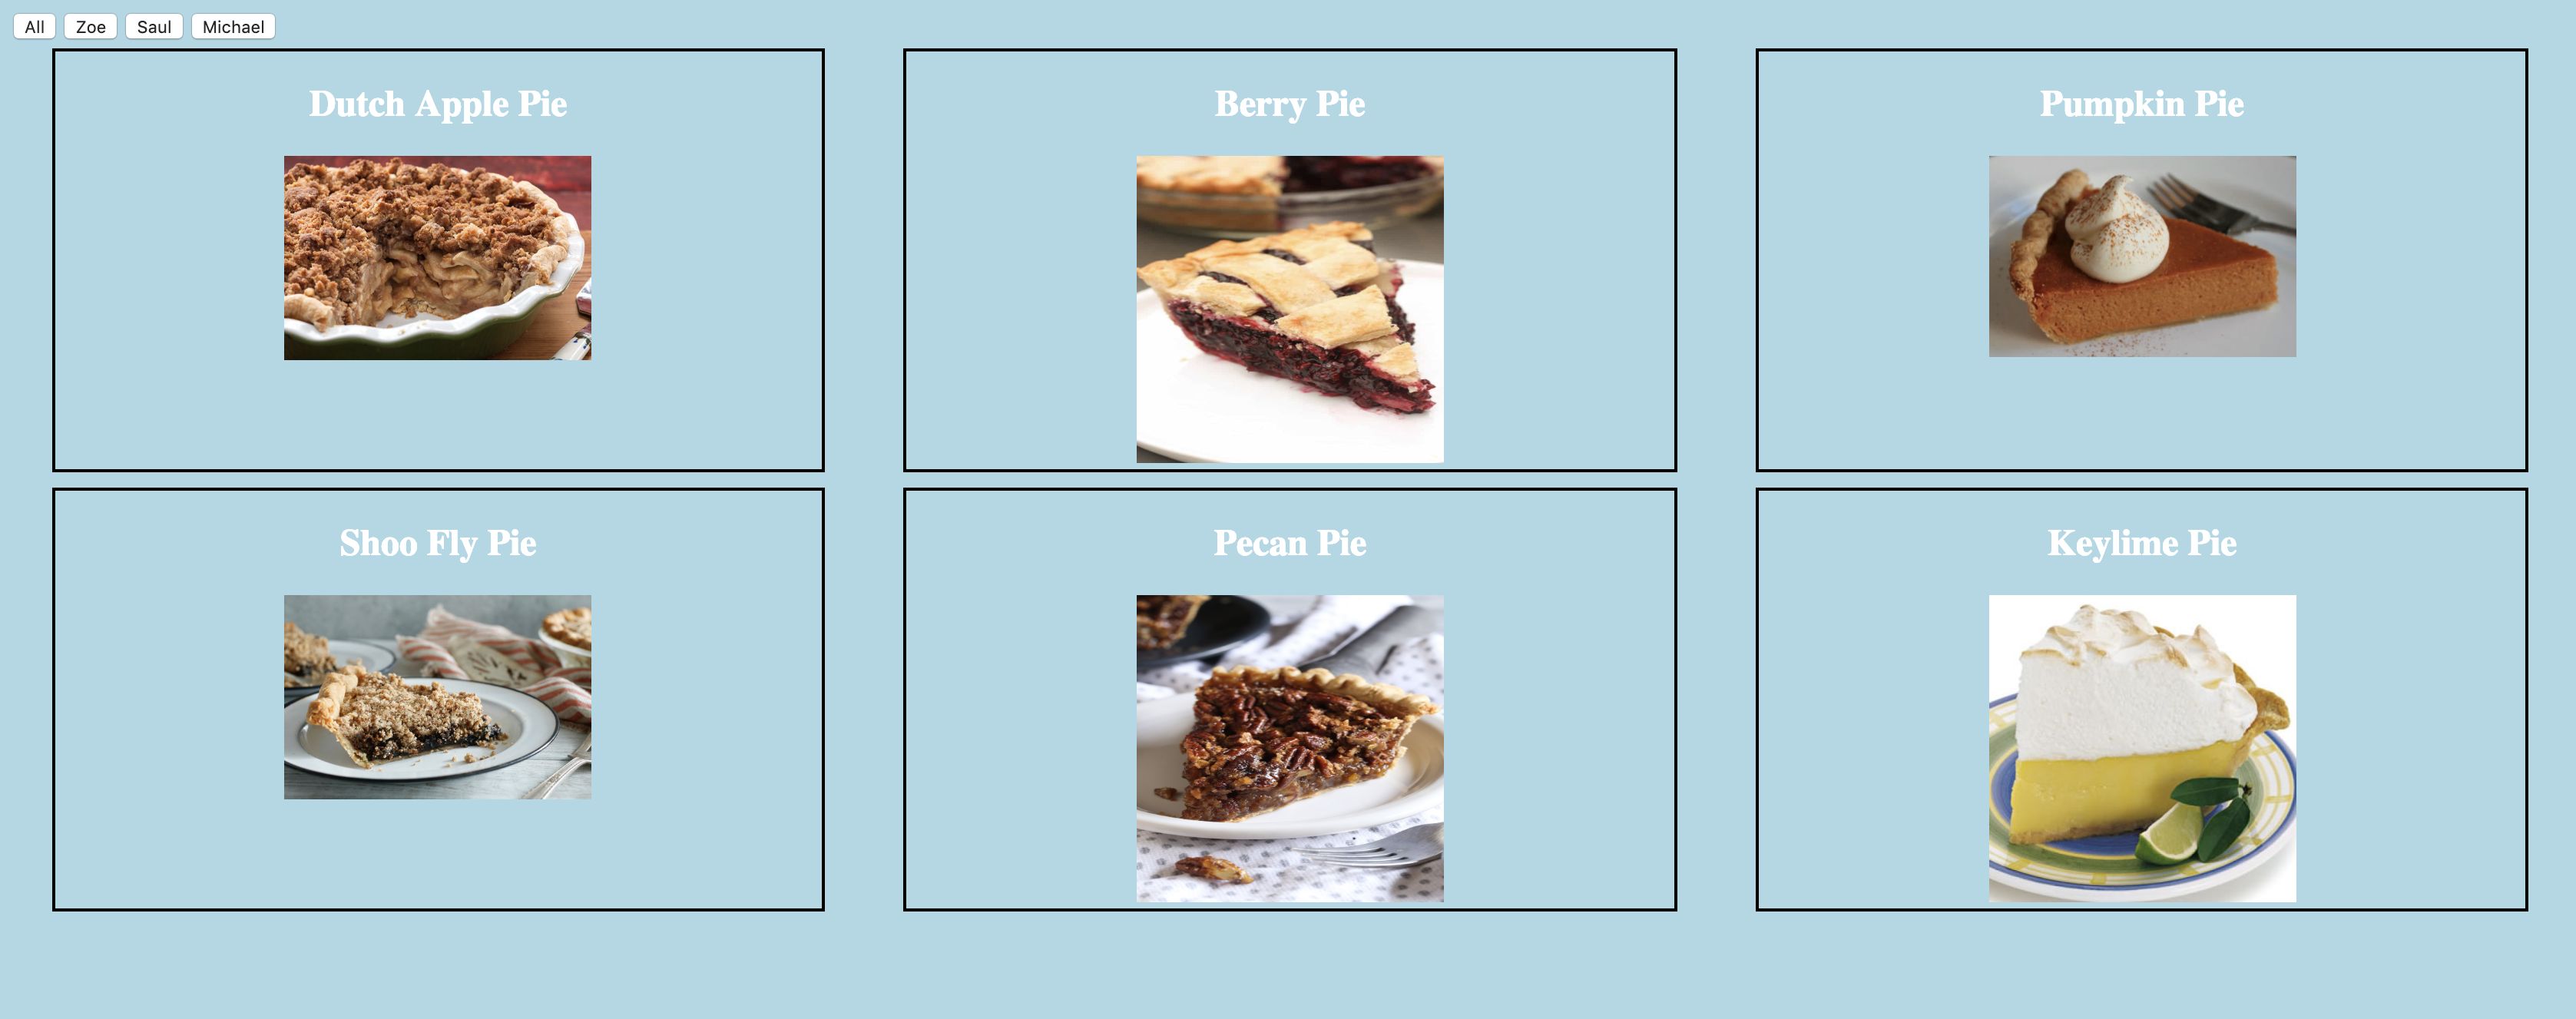 All Zoe Saul Michael
Dutch Apple Pie
Berry Pie
Pumpkin Pie
Shoo Fly Pie
Pecan Pie
Keylime Pie